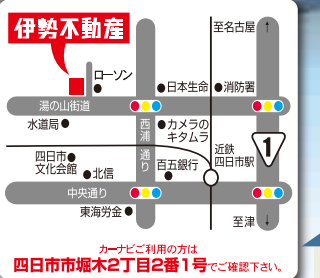 伊勢不動産
至名古屋
ローソン
日本生命
消防署
湯の山街道
水道局
西浦通り
カメラの
キタムラ
1
四日市
文化会館
北信
百五銀行
近鉄
四日市駅
中央通り
東海労金
至津
カーナビご利用の方は
四日市市堀木2丁目2番1号でご確認下さい。